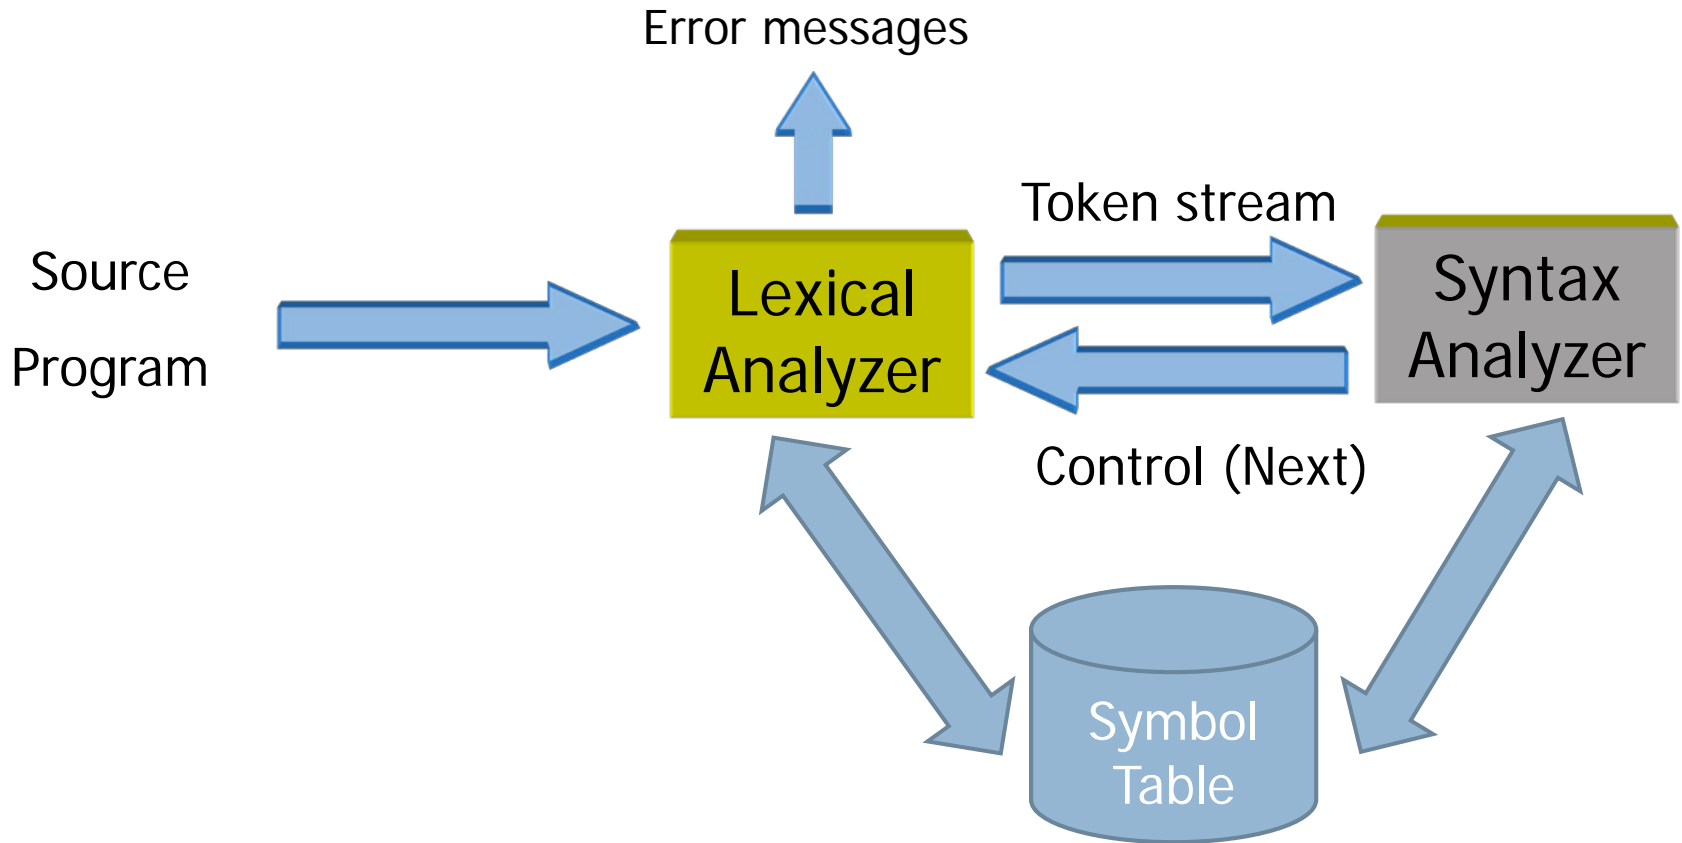 Error messages
Token stream
Source
Program
Lexical
Analyzer
Syntax
Analyzer
Control (Next)
Symbol
Table